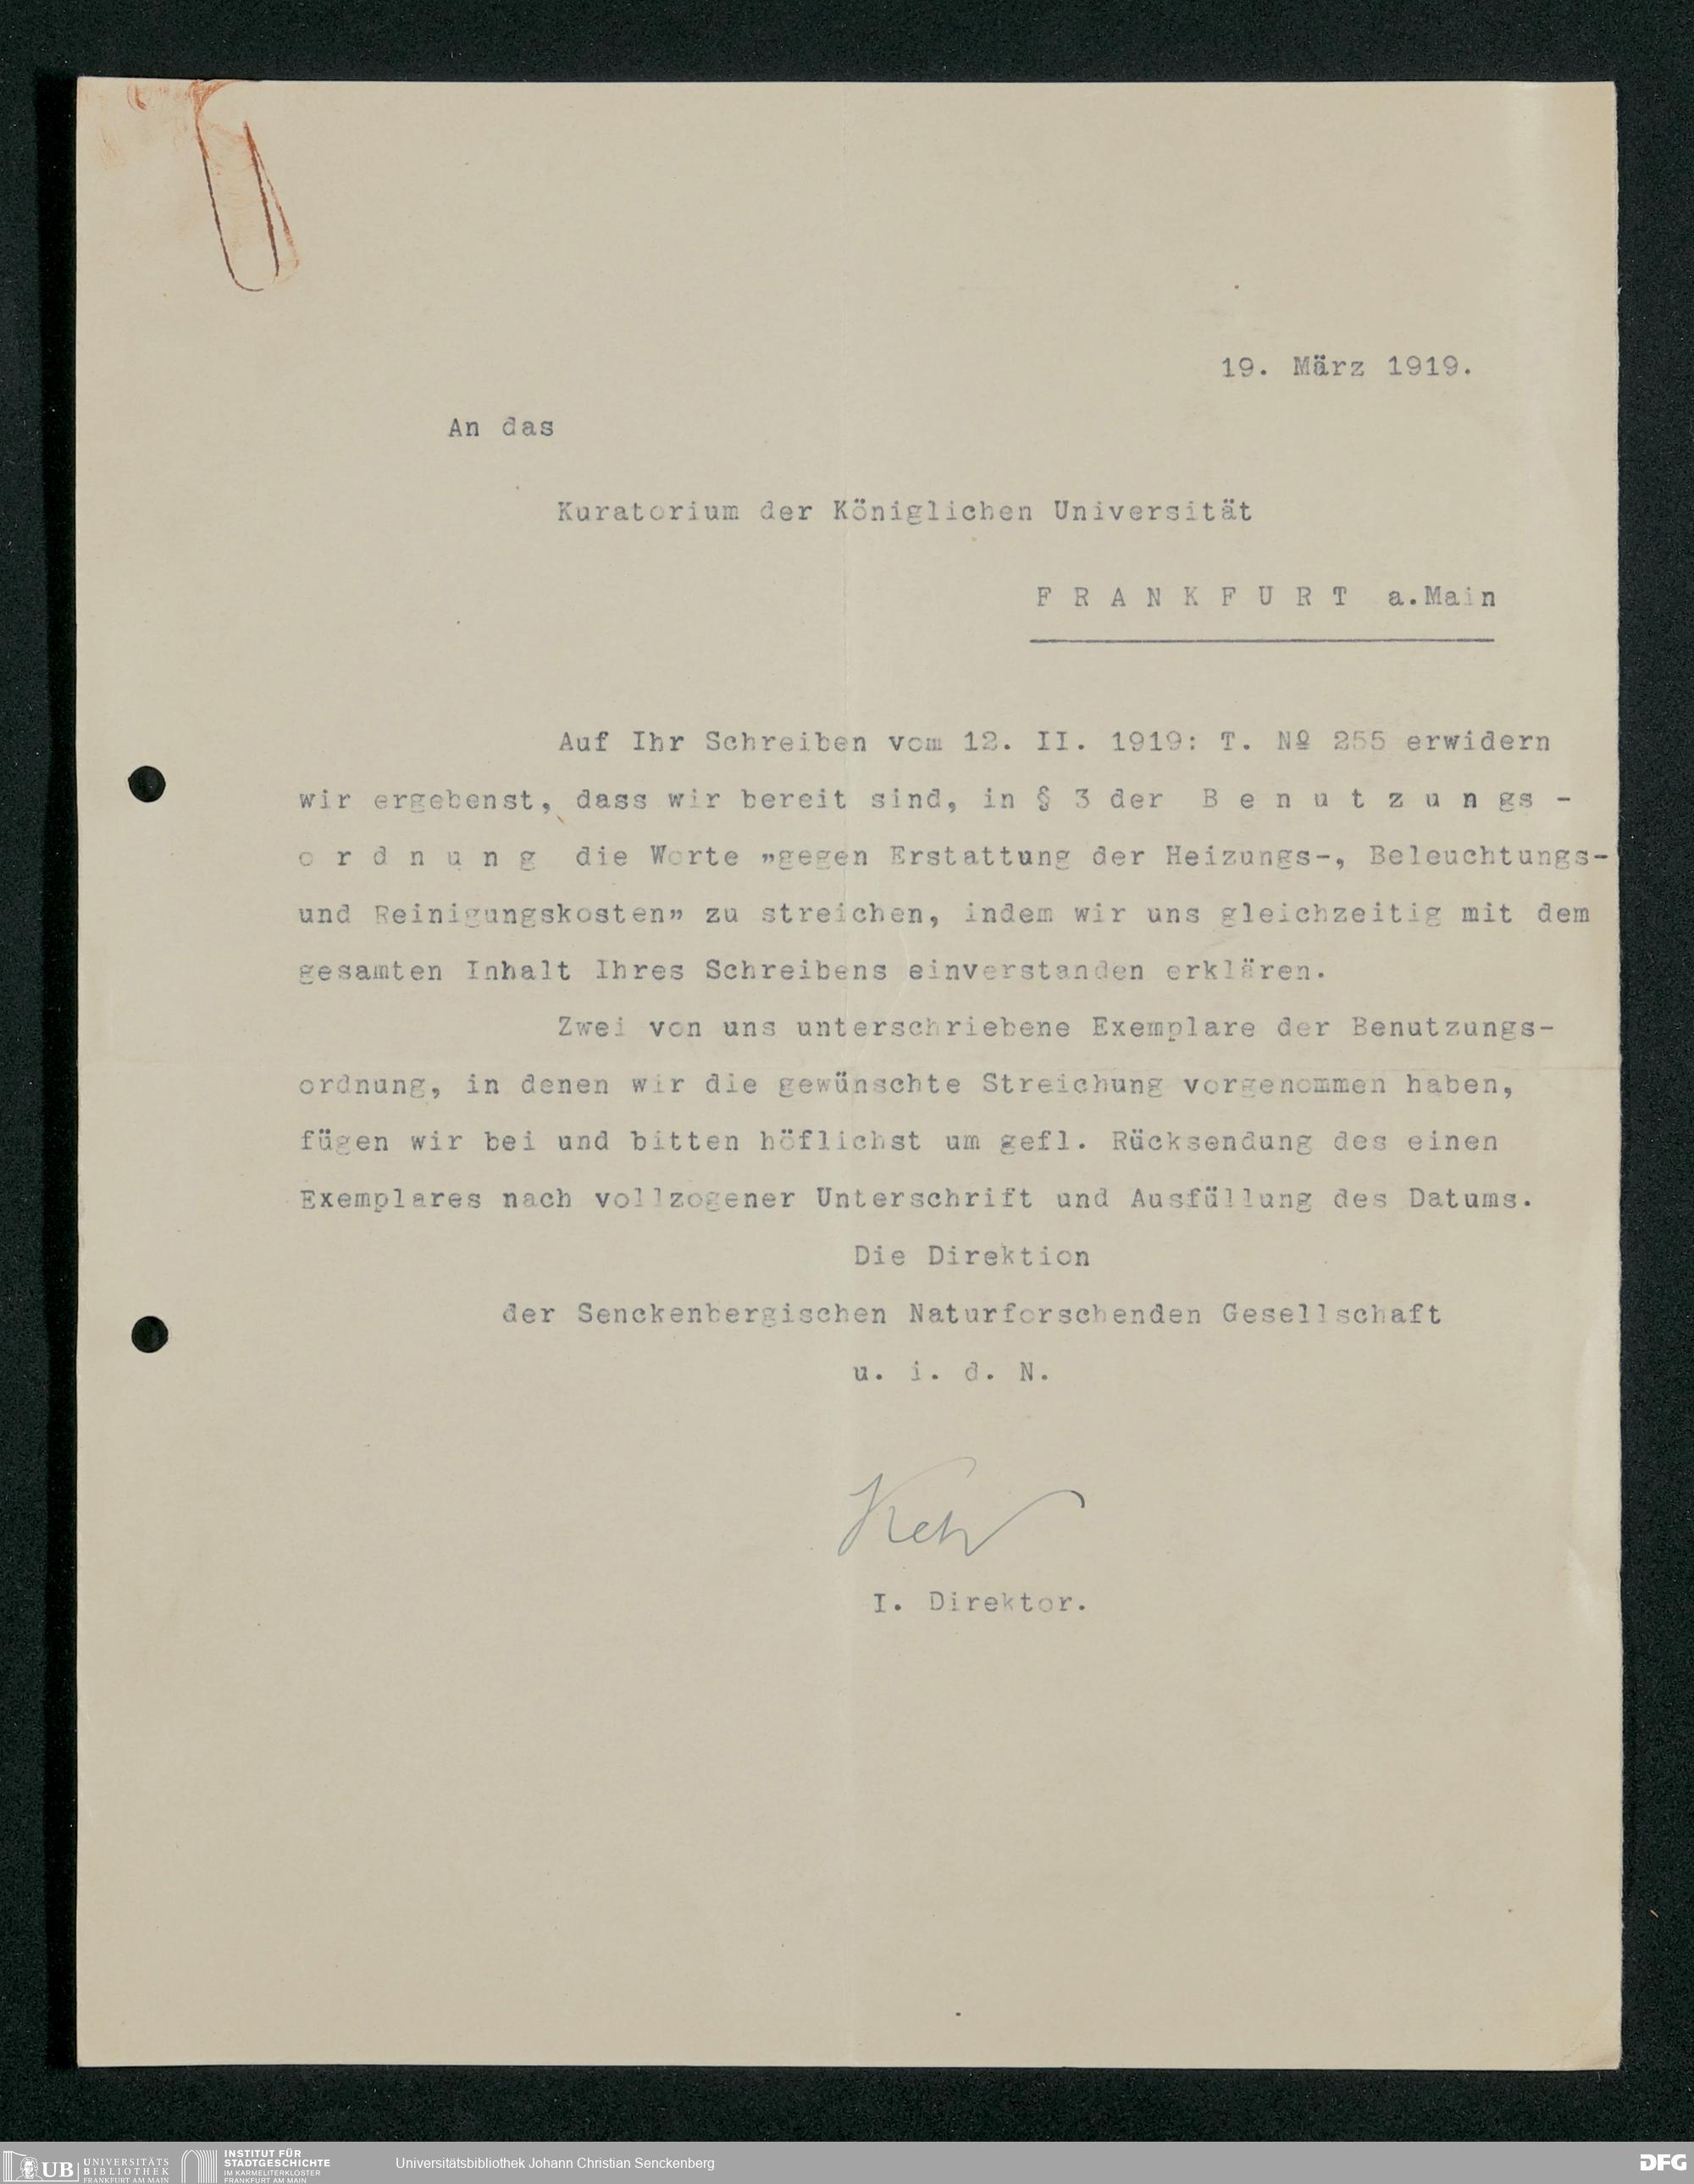 19. März 1919.
An das
Kuratorium der Königlichen Universität
F R A N K F U R T a.Main
Auf Ihr Schreiben vom 12. II. 1919: T. Nº 255 erwidern
wir ergebenst, dass wir bereit sind, in § 3 der B e n u t z u n gs -
o r d n u n g die Worte „gegen Erstattung der Heizungs-, Beleuchtungs-
und Reinigungskosten” zu streichen, indem wir uns gleichzeitig mit dem
gesamten Inhalt Ihres Schreibens einverstanden erklären.
Zwei von uns unterschriebene Exemplare der Benutzungs-
ordnung, in denen wir die gewünschte Streichung vorgenommen haben,
fügen wir bei und bitten höflichst um gefl. Rücksendung des einen
Exemplares nach vollzogener Unterschrift und Ausfüllung des Datums.
Die Direktion
der Senckenbergischen Naturforschenden Gesellschaft
u. i. d. N.
I. Direktor.
UB UNIVERSITÄTS
BIBLIOTHEK
FRANKFURT AM MAIN
INSTITUT FÜR
STADTGESCHICHTE
IM KARMELITERKLOSTER
FRANKFURT AM MAIN
Universitätsbibliothek Johann Christian Senckenberg
DFG